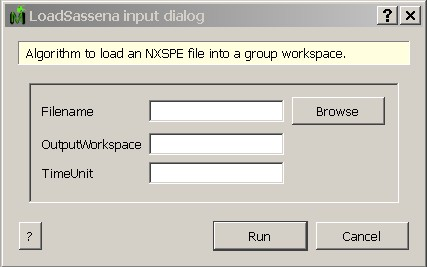 LoadSassena input dialog
? X
Algorithm to load an NXSPE file into a group workspace.
Filename
Browse
OutputWorkspace
TimeUnit
?
Run
Cancel